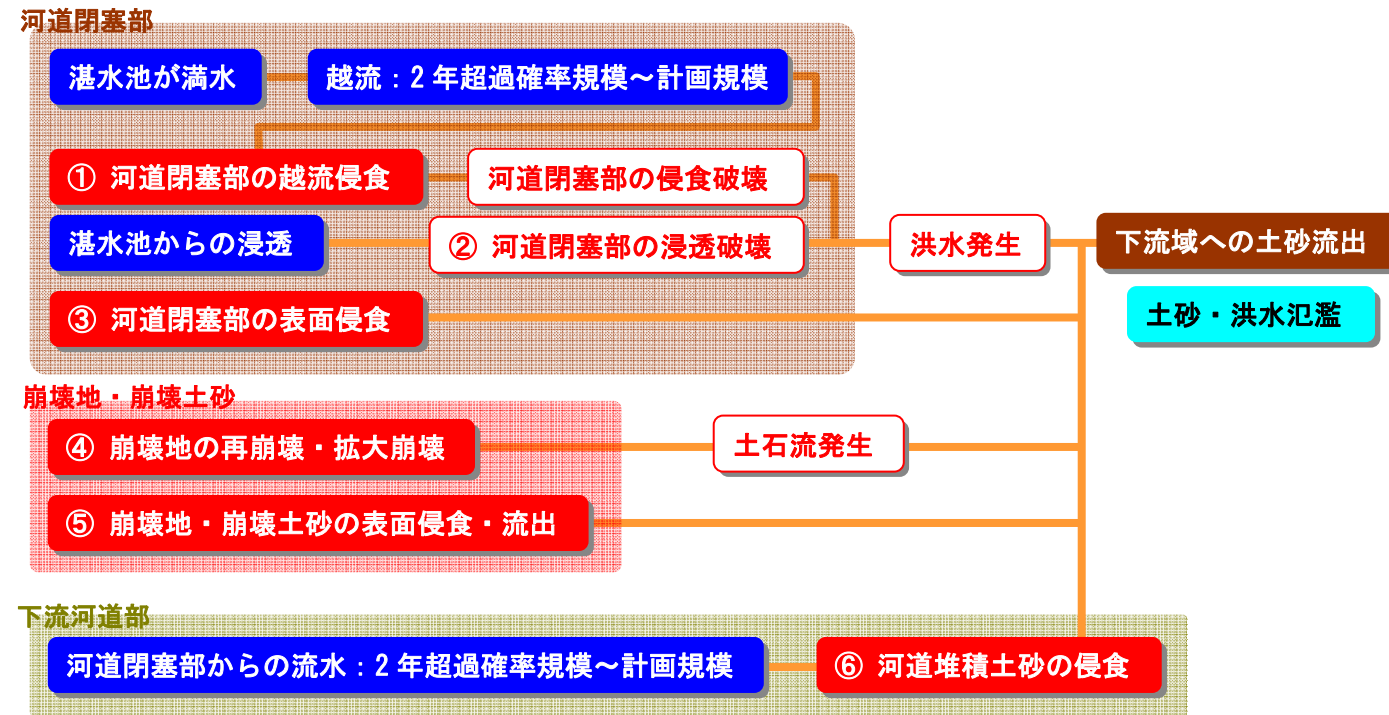 河道閉塞部
湛水池が満水
越流：2年超過確率規模～計画規模
① 河道閉塞部の越流侵食
河道閉塞部の侵食破壊
湛水池からの浸透
② 河道閉塞部の浸透破壊
洪水発生
下流域への土砂流出
③ 河道閉塞部の表面侵食
土砂・洪水氾濫
崩壊地・崩壊土砂
④ 崩壊地の再崩壊・拡大崩壊
土石流発生
⑤ 崩壊地・崩壊土砂の表面侵食・流出
下流河道部
河道閉塞部からの流水：2年超過確率規模～計画規模
⑥ 河道堆積土砂の侵食